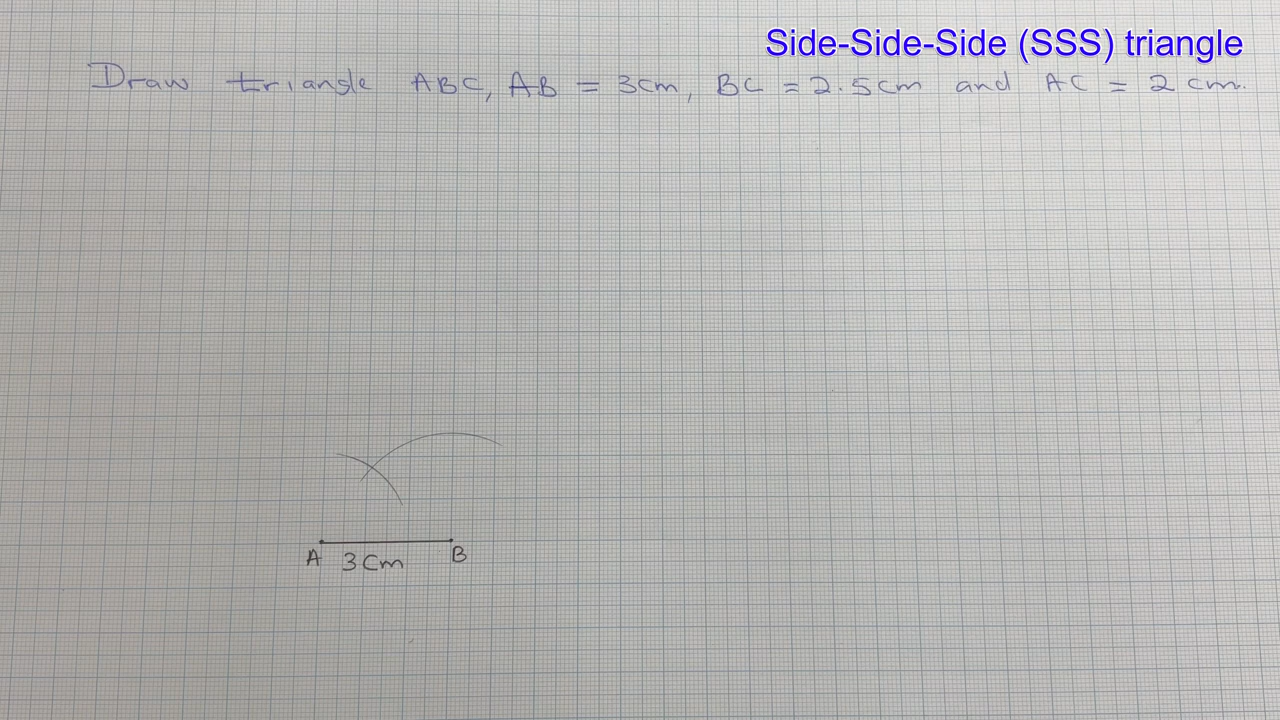 Side-Side-Side (SSS) triangle
Draw triangle ABC, AB = 3cm, BC = 2.5cm and AC = 2 cm.
A 3cm B